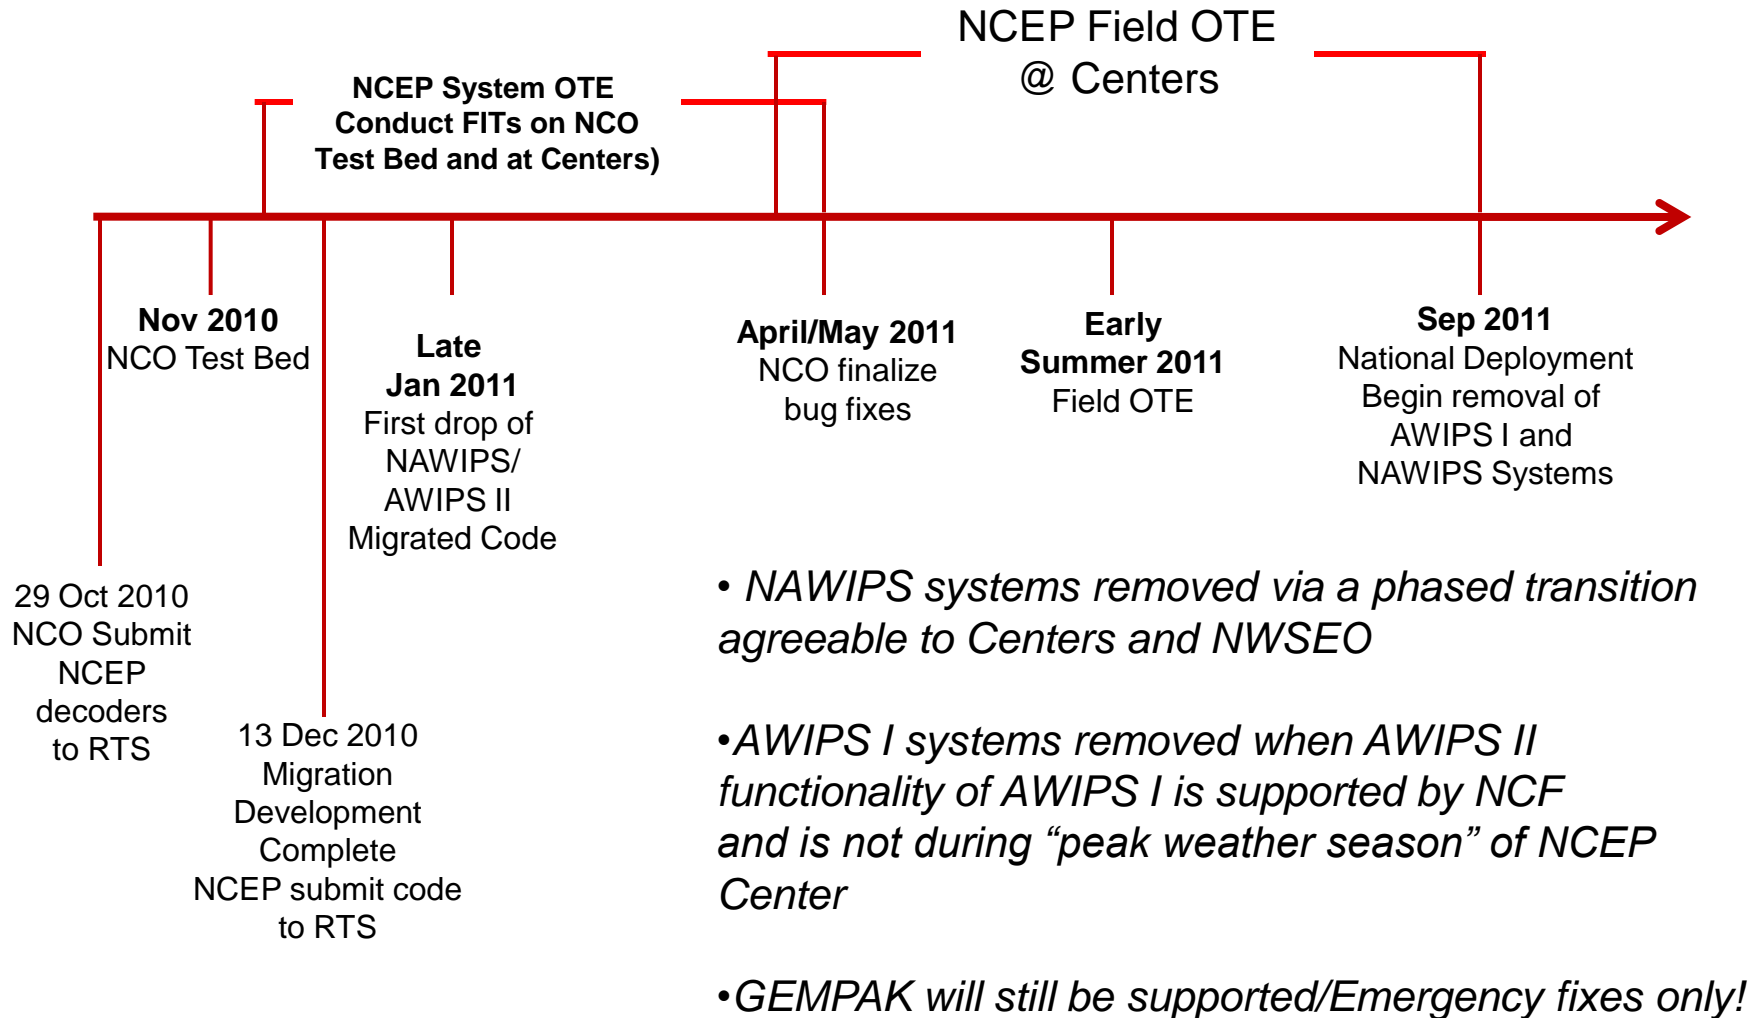 NCEP Field OTE
@ Centers
NCEP System OTE
Conduct FITs on NCO
Test Bed and at Centers)
Nov 2010
NCO Test Bed
Late
Jan 2011
First drop of
NAWIPS/
AWIPS II
Migrated Code
April/May 2011
NCO finalize
bug fixes
Early
Summer 2011
Field OTE
Sep 2011
National Deployment
Begin removal of
AWIPS I and
NAWIPS Systems
29 Oct 2010
NCO Submit
NCEP
decoders
to RTS
13 Dec 2010
Migration
Development
Complete
NCEP submit code
to RTS
• NAWIPS systems removed via a phased transition
agreeable to Centers and NWSEO
•AWIPS I systems removed when AWIPS II
functionality of AWIPS I is supported by NCF
and is not during “peak weather season” of NCEP
Center
•GEMPAK will still be supported/Emergency fixes only!